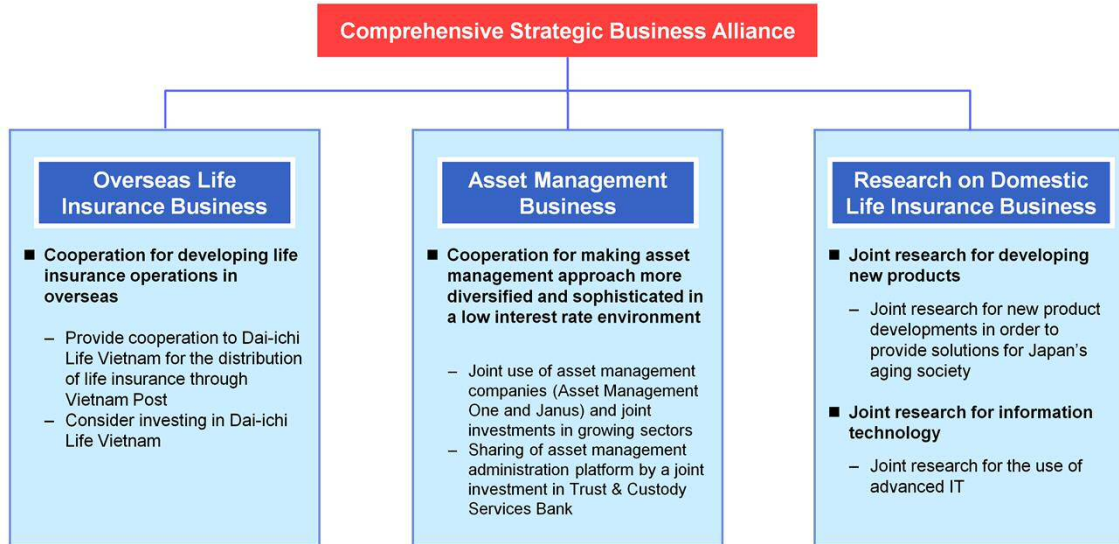 Comprehensive Strategic Business Alliance
Overseas Life
Insurance Business
■ Cooperation for developing life
insurance operations in
overseas
– Provide cooperation to Dai-ichi
Life Vietnam for the distribution
of life insurance through
Vietnam Post
– Consider investing in Dai-ichi
Life Vietnam
Asset Management
Business
■ Cooperation for making asset
management approach more
diversified and sophisticated in
a low interest rate environment
– Joint use of asset management
companies (Asset Management
One and Janus) and joint
investments in growing sectors
– Sharing of asset management
administration platform by a joint
investment in Trust & Custody
Services Bank
Research on Domestic
Life Insurance Business
■ Joint research for developing
new products
– Joint research for new product
developments in order to
provide solutions for Japan's
aging society
■ Joint research for information
technology
– Joint research for the use of
advanced IT